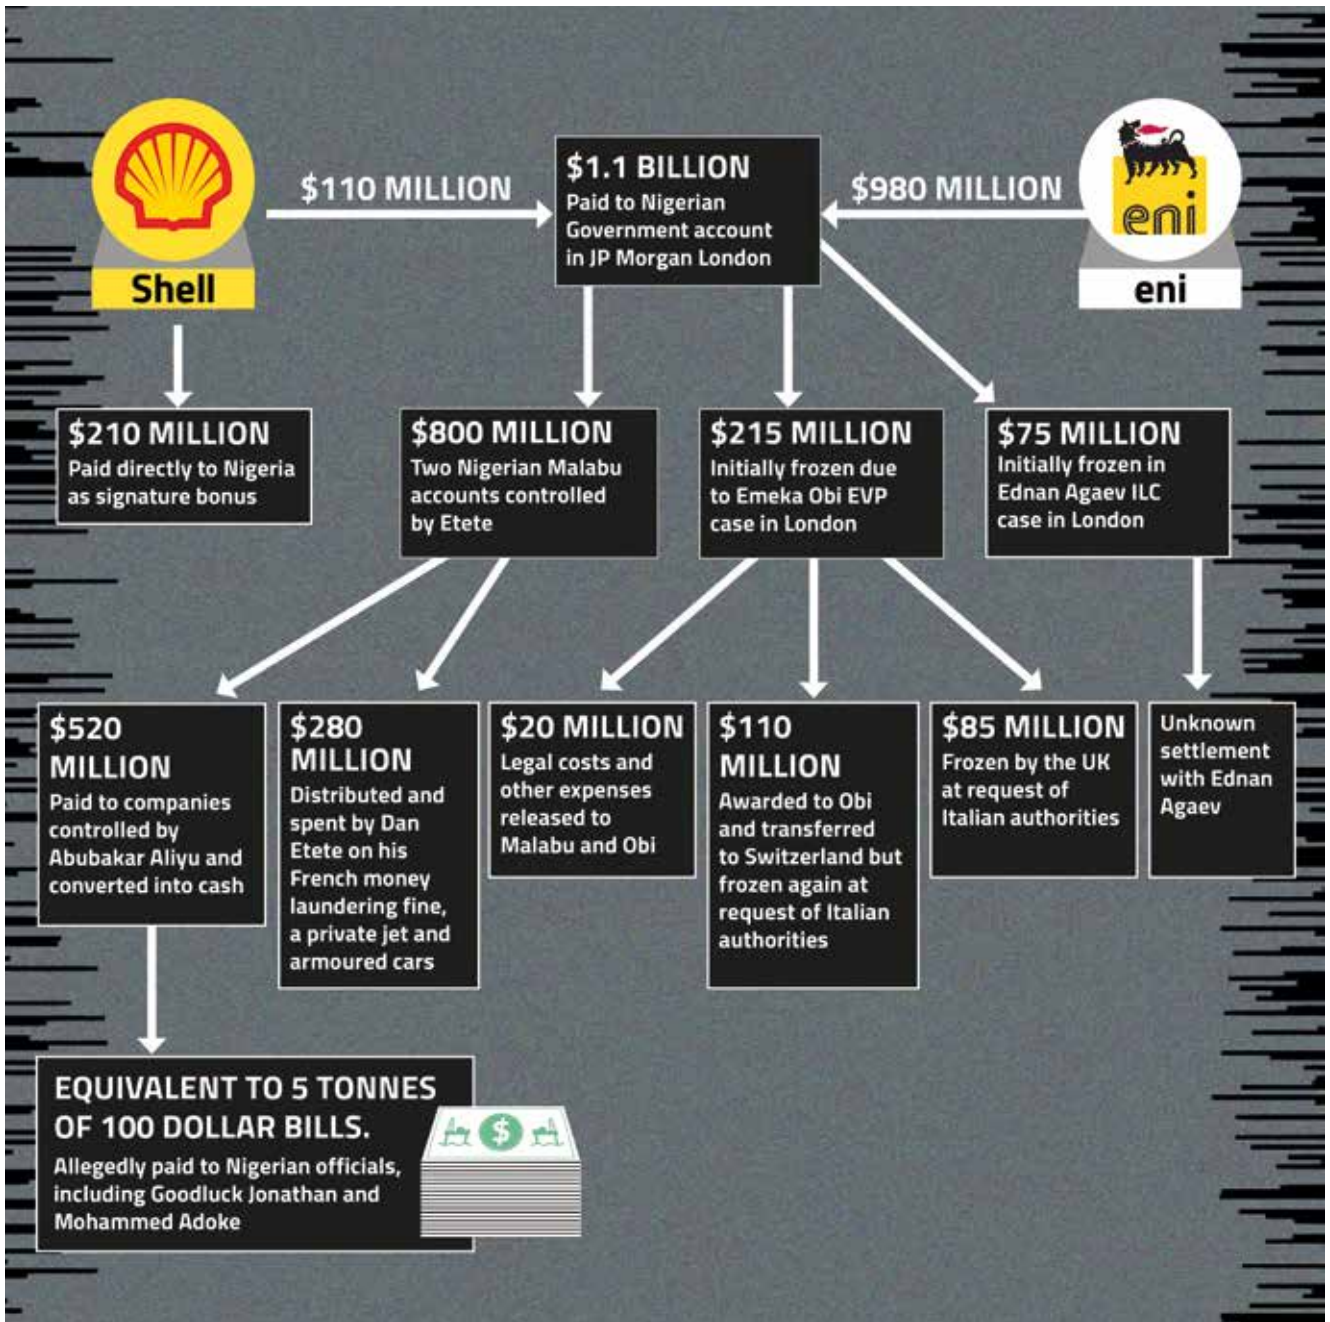 $110 MILLION
$1.1 BILLION
Paid to Nigerian
Government account
in JP Morgan London
$980 MILLION
eni
Shell
eni
$210 MILLION
Paid directly to Nigeria
as signature bonus
$800 MILLION
Two Nigerian Malabu
accounts controlled
by Etete
$215 MILLION
Initially frozen due
to Emeka Obi EVP
case in London
$75 MILLION
Initially frozen in
Ednan Agaev ILC
case in London
$520
MILLION
Paid to companies
controlled by
Abubakar Aliyu and
converted into cash
$280
MILLION
Distributed and
spent by Dan
Etete on his
French money
laundering fine,
a private jet and
armoured cars
$20 MILLION
Legal costs and
other expenses
released to
Malabu and Obi
$110
MILLION
Awarded to Obi
and transferred
to Switzerland but
frozen again at
request of Italian
authorities
$85 MILLION
Frozen by the UK
at request of
Italian authorities
Unknown
settlement
with Ednan
Agaev
EQUIVALENT TO 5 TONNES
OF 100 DOLLAR BILLS.
Allegedly paid to Nigerian officials,
including Goodluck Jonathan and
Mohammed Adoke
$